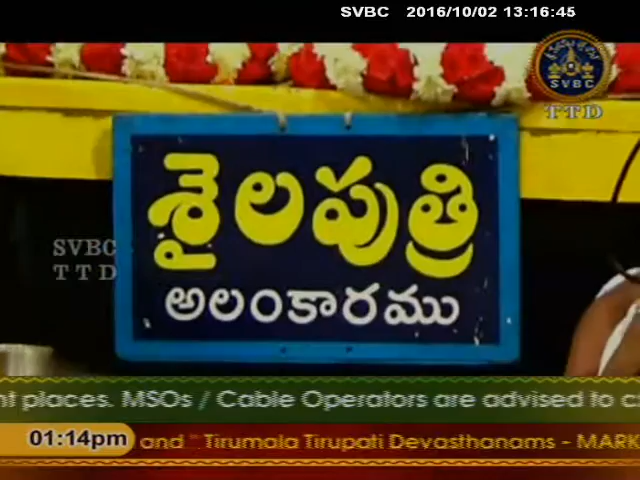 SVBC 2016/10/02 13:16:45
SVBC
TTD
శైలపుత్రి
SVBC
TTD
అలంకారము
nt places. MSOs / Cable Operators are advised to c
01:14pm and " Tirumala Tirupati Devasthanams - MARK